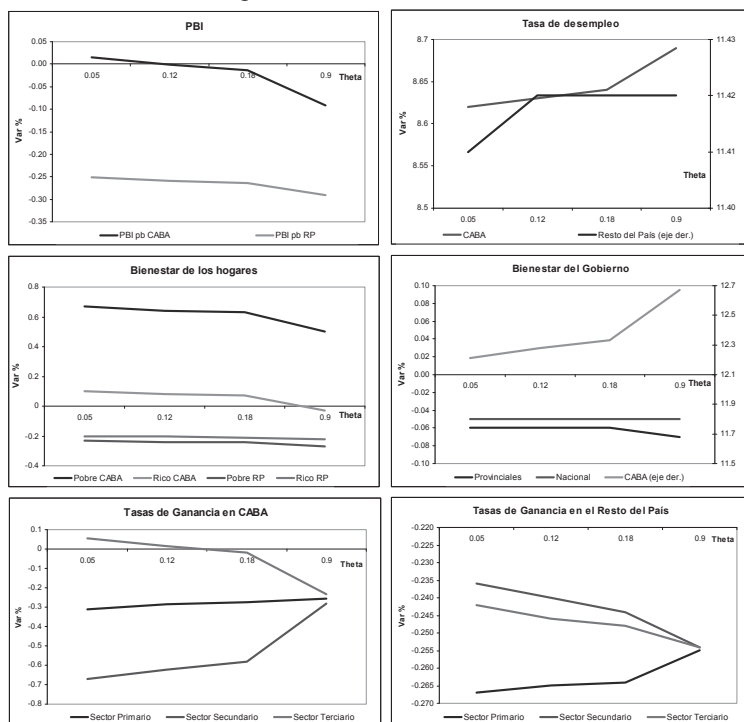 PBI
0.05
0.00
-0.05
-0.10
-0.15
-0.20
-0.25
-0.30
-0.35
Var %
0.05 0.12 0.18 0.9
Theta
PBI pb CABA PBI pb RP
Tasa de desempleo
8.7
8.65
8.6
8.55
8.5
Var %
11.43
11.42
11.41
11.40
Theta
0.05 0.12 0.18 0.9
CABA Resto del País (eje der.)
Bienestar de los hogares
0.8
0.6
0.4
0.2
0
-0.2
-0.4
Var %
0.05 0.12 0.18 0.9
Theta
Pobre CABA Rico CABA Pobre RP Rico RP
Bienestar del Gobierno
0.10
0.08
0.06
0.04
0.02
0.00
-0.02
-0.04
-0.06
-0.08
-0.10
Var %
12.7
12.5
12.3
12.1
11.9
11.7
11.5
0.05 0.12 0.18 0.9
Theta
Provinciales Nacional CABA (eje der.)
Tasas de Ganancia en CABA
0.1
0
-0.1
-0.2
-0.3
-0.4
-0.5
-0.6
-0.7
-0.8
Var %
0.05 0.12 0.18 0.9
Theta
Sector Primario Sector Secundario Sector Terciario
Tasas de Ganancia en el Resto del País
-0.220
-0.225
-0.230
-0.235
-0.240
-0.245
-0.250
-0.255
-0.260
-0.265
-0.270
Var %
0.05 0.12 0.18 0.9
Theta
Sector Primario Sector Secundario Sector Terciario